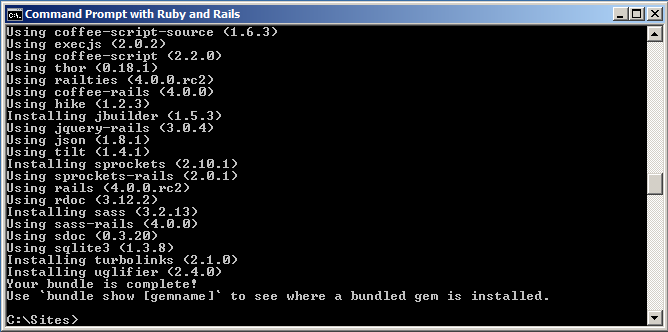 Command Prompt with Ruby and Rails
Using coffee-script-source (1.6.3)
Using execjs (2.0.2)
Using coffee-script (2.2.0)
Using thor (0.18.1)
Using railties (4.0.0.rc2)
Using coffee-rails (4.0.0)
Using hike (1.2.3)
Installing jbuilder (1.5.3)
Using jquery-rails (3.0.4)
Using json (1.8.1)
Using tilt (1.4.1)
Installing sprockets (2.10.1)
Using sprockets-rails (2.0.1)
Using rails (4.0.0.rc2)
Using rdoc (3.12.2)
Installing sass (3.2.13)
Using sass-rails (4.0.0)
Using sdoc (0.3.20)
Using sqlite3 (1.3.8)
Installing turbolinks (2.1.0)
Installing uglifier (2.4.0)
Your bundle is complete!
Use `bundle show [gemname]` to see where a bundled gem is installed.
C:\Sites>